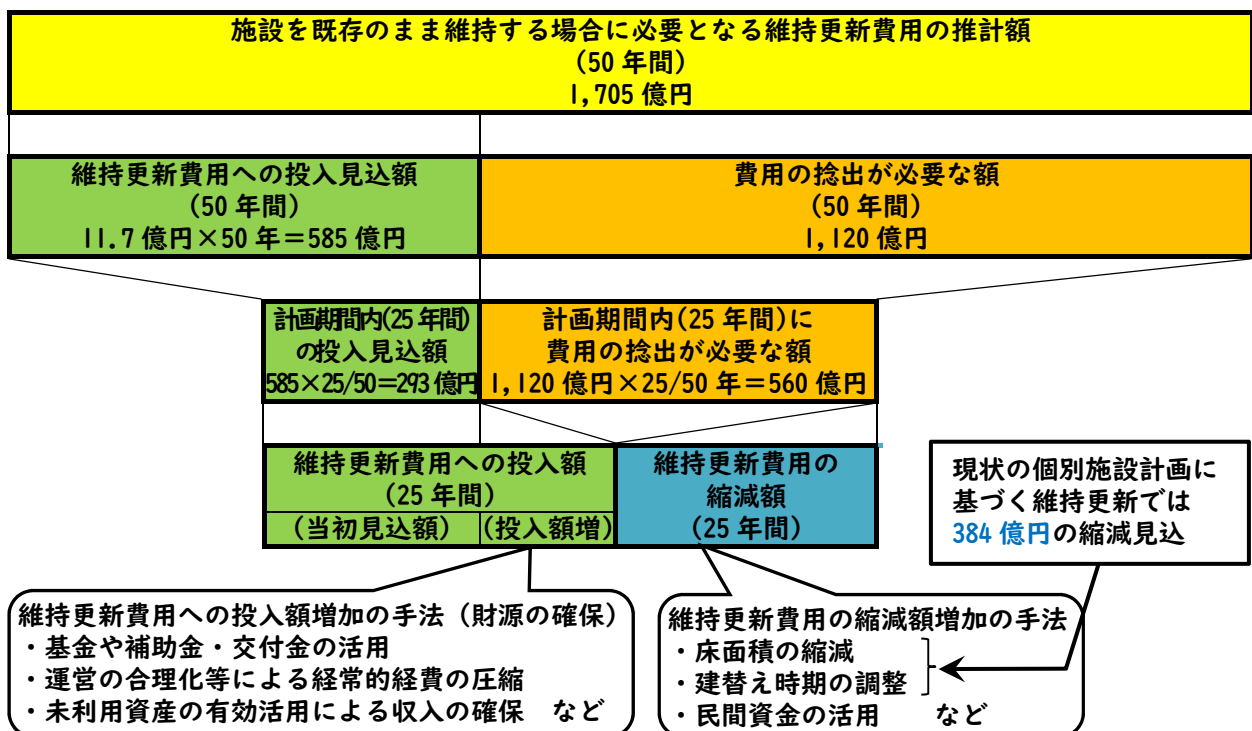 施設を既存のまま維持する場合に必要となる維持更新費用の推計額
(50年間)
1,705億円
維持更新費用への投入見込額
(50年間)
11.7億円×50年=585億円
費用の捻出が必要な額
(50年間)
1,120億円
計画期間内(25年間)
の投入見込額
585×25/50=293億円
計画期間内(25年間)に
費用の捻出が必要な額
1,120億円×25/50年=560億円
維持更新費用への投入額
(25年間)
(当初見込額)
(投入額増)
維持更新費用の
縮減額
(25年間)
現状の個別施設計画に
基づく維持更新では
384億円の縮減見込
維持更新費用への投入額増加の手法(財源の確保)
・基金や補助金・交付金の活用
・運営の合理化等による経常的経費の圧縮
・未利用資産の有効活用による収入の確保 など
維持更新費用の縮減額増加の手法
・床面積の縮減
・建替え時期の調整
・民間資金の活用 など